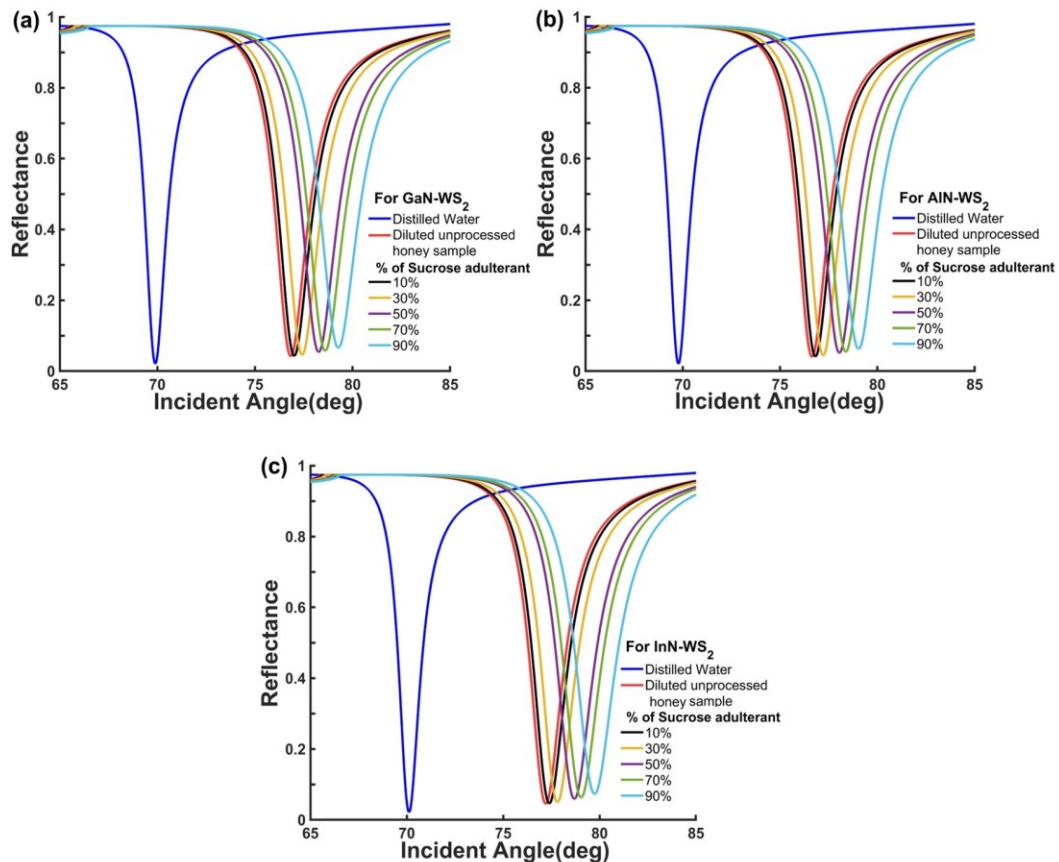 (a)
1
0.8
0.6
0.4
0.2
0
65
70
75
80
85
Reflectance
Incident Angle(deg)
For GaN-WS2
Distilled Water
Diluted unprocessed
honey sample
% of Sucrose adulterant
10%
30%
50%
70%
90%
(b)
1
0.8
0.6
0.4
0.2
0
65
70
75
80
85
Reflectance
Incident Angle(deg)
For AlN-WS2
Distilled Water
Diluted unprocessed
honey sample
% of Sucrose adulterant
10%
30%
50%
70%
90%
(c)
1
0.8
0.6
0.4
0.2
0
65
70
75
80
85
Reflectance
Incident Angle(deg)
For InN-WS2
Distilled Water
Diluted unprocessed
honey sample
% of Sucrose adulterant
10%
30%
50%
70%
90%